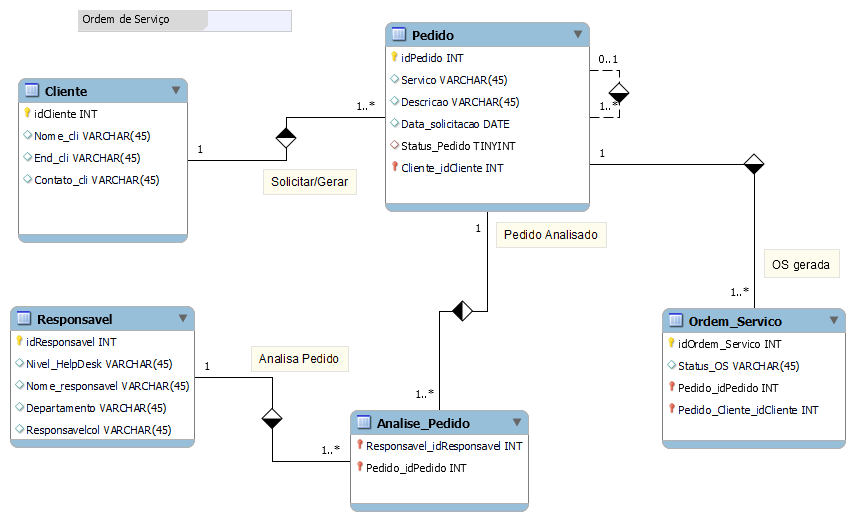 Ordem de Serviço
Pedido
idPedido INT
Servico VARCHAR(45)
Descricao VARCHAR(45)
Data_solicitacao DATE
Status_Pedido TINYINT
Cliente_idCliente INT
0..1
1..*
Cliente
idCliente INT
Nome_cli VARCHAR(45)
End_cli VARCHAR(45)
Contato_cli VARCHAR(45)
1
1..*
Solicitar/Gerar
1
1..*
OS gerada
1
Pedido Analisado
1..*
Responsavel
idResponsavel INT
Nivel_HelpDesk VARCHAR(45)
Nome_responsavel VARCHAR(45)
Departamento VARCHAR(45)
Responsavelcol VARCHAR(45)
1
Analisa Pedido
1..*
Analise_Pedido
Responsavel_idResponsavel INT
Pedido_idPedido INT
Ordem_Servico
idOrdem_Servico INT
Status_OS VARCHAR(45)
Pedido_idPedido INT
Pedido_Cliente_idCliente INT